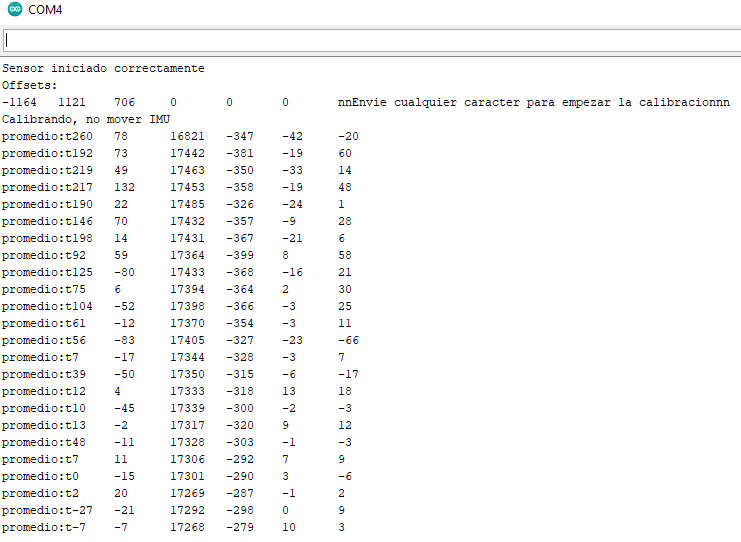 COM4
Sensor iniciado correctamente
Offsets:
-1164 1121 706 0 0 0 nnEnvie cualquier caracter para empezar la calibracionnn
Calibrando, no mover IMU
promedio:t260 78 16821 -347 -42 -20
promedio:t192 73 17442 -381 -19 60
promedio:t219 49 17463 -350 -33 14
promedio:t217 132 17453 -358 -19 48
promedio:t190 22 17485 -326 -24 1
promedio:t146 70 17432 -357 -9 28
promedio:t198 14 17431 -367 -21 6
promedio:t92 59 17364 -399 8 58
promedio:t125 -80 17433 -368 -16 21
promedio:t75 6 17394 -364 2 30
promedio:t104 -52 17398 -366 -3 25
promedio:t61 -12 17370 -354 -3 11
promedio:t56 -83 17405 -327 -23 -66
promedio:t7 -17 17344 -328 -3 7
promedio:t39 -50 17350 -315 -6 -17
promedio:t12 4 17333 -318 13 18
promedio:t10 -45 17339 -300 -2 -3
promedio:t13 -2 17317 -320 9 12
promedio:t48 -11 17328 -303 -1 -3
promedio:t7 11 17306 -292 7 9
promedio:t0 -15 17301 -290 3 -6
promedio:t2 20 17269 -287 -1 2
promedio:t-27 -21 17292 -298 0 9
promedio:t-7 -7 17268 -279 10 3